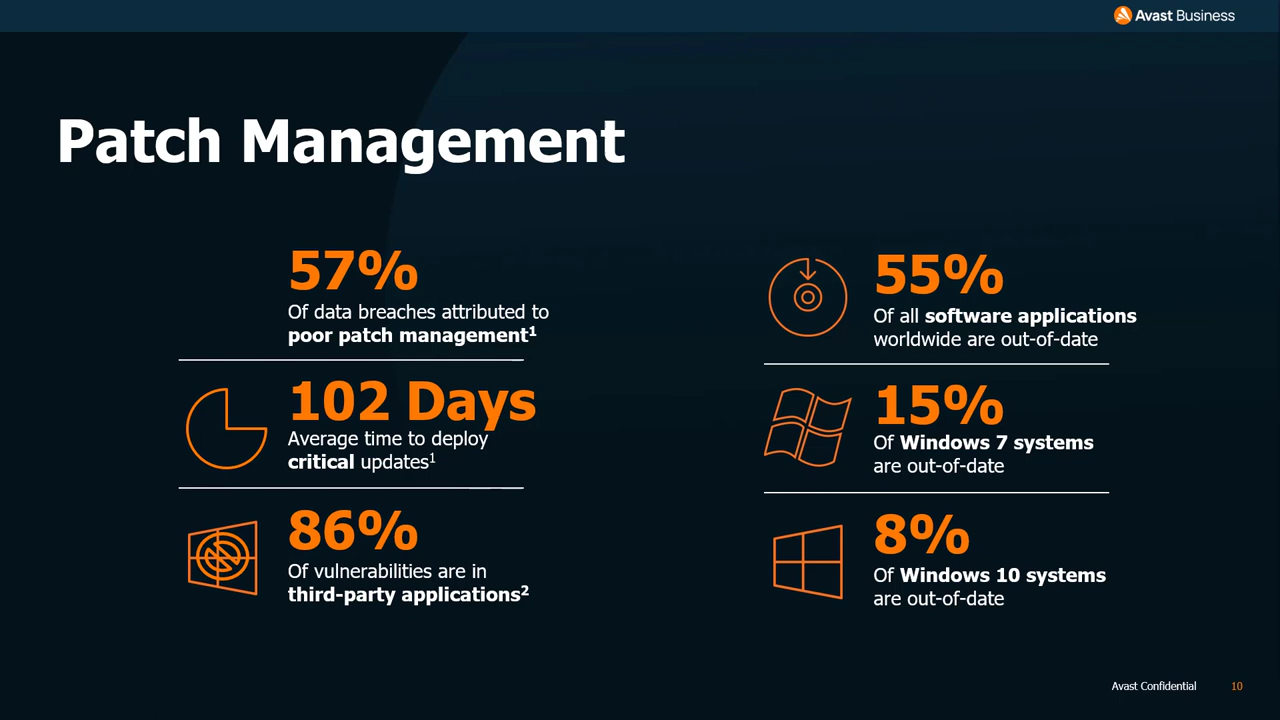 Avast Business
Patch Management
57%
Of data breaches attributed to
poor patch management¹
102 Days
Average time to deploy
critical updates¹
86%
Of vulnerabilities are in
third-party applications²
55%
Of all software applications
worldwide are out-of-date
15%
Of Windows 7 systems
are out-of-date
8%
Of Windows 10 systems
are out-of-date
Avast Confidential 10